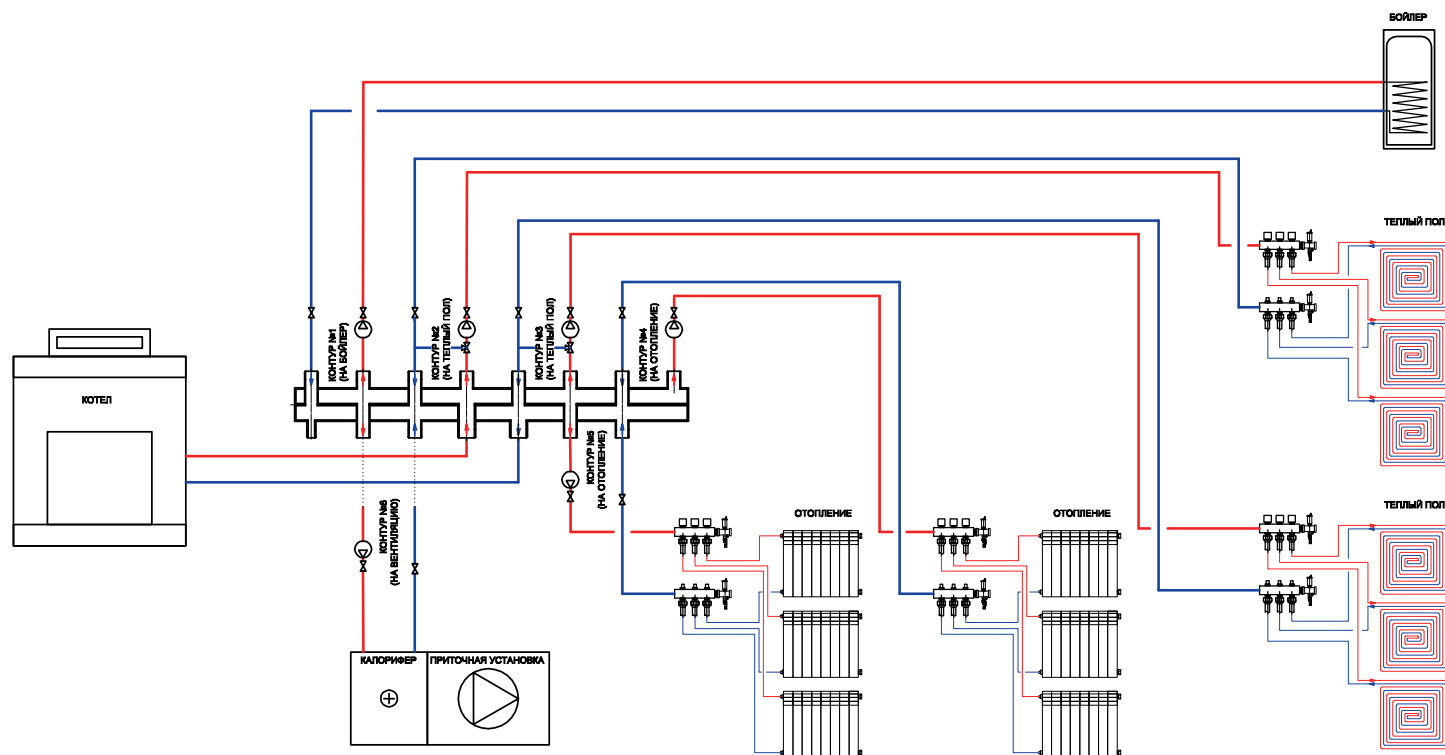 БОЙЛЕР
ТЕПЛЫЙ ПОЛ
КОНТУР №1
(НА БОЙЛЕР)
КОНТУР №2
(НА ТЕПЛЫЙ ПОЛ)
КОНТУР №3
(НА ТЕПЛЫЙ ПОЛ)
КОНТУР №4
(НА ОТОПЛЕНИЕ)
КОТЕЛ
КОНТУР №5
(НА ОТОПЛЕНИЕ)
КОНТУР №6
(НА ВЕНТИЛЯЦИЮ)
ОТОПЛЕНИЕ
ОТОПЛЕНИЕ
ТЕПЛЫЙ ПОЛ
КАЛОРИФЕР
ПРИТОЧНАЯ УСТАНОВКА